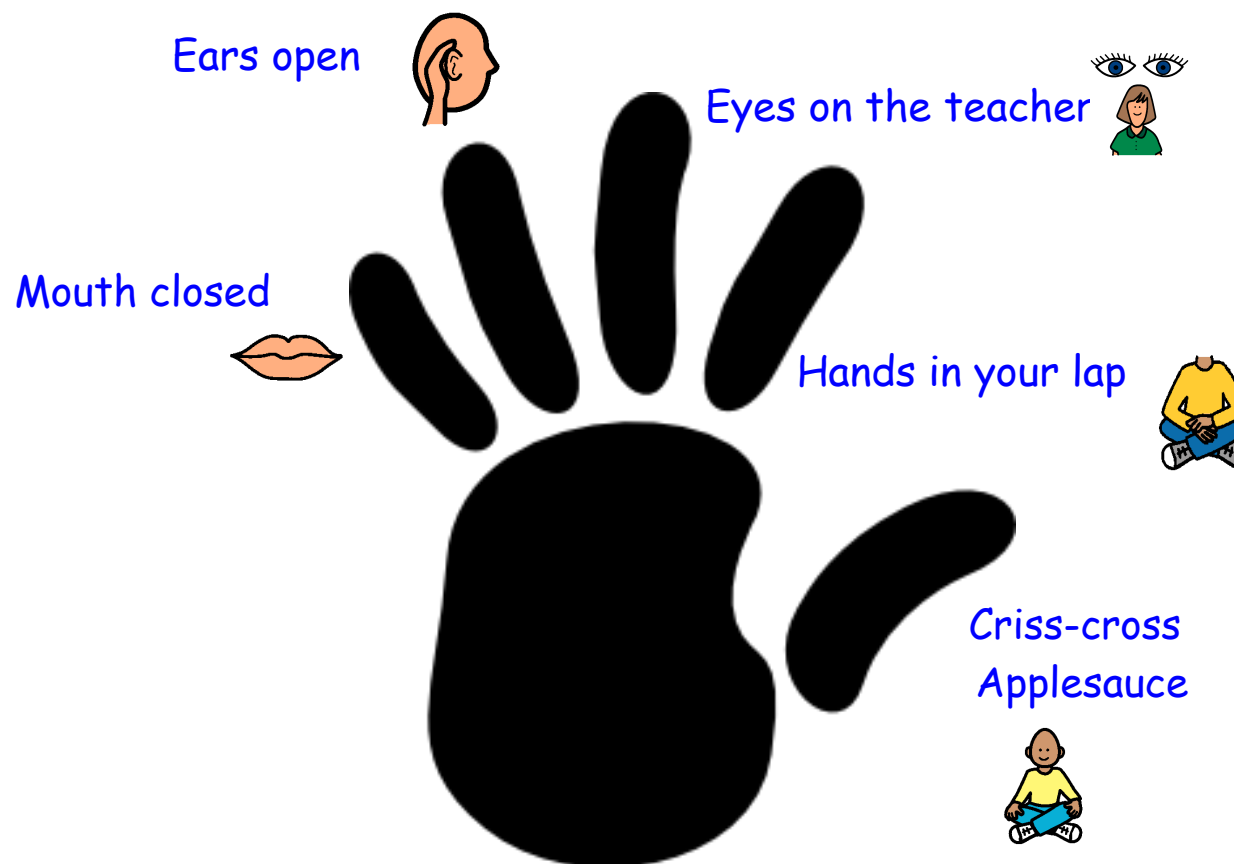 Ears open
Eyes on the teacher
Mouth closed
Hands in your lap
Criss-cross
Applesauce